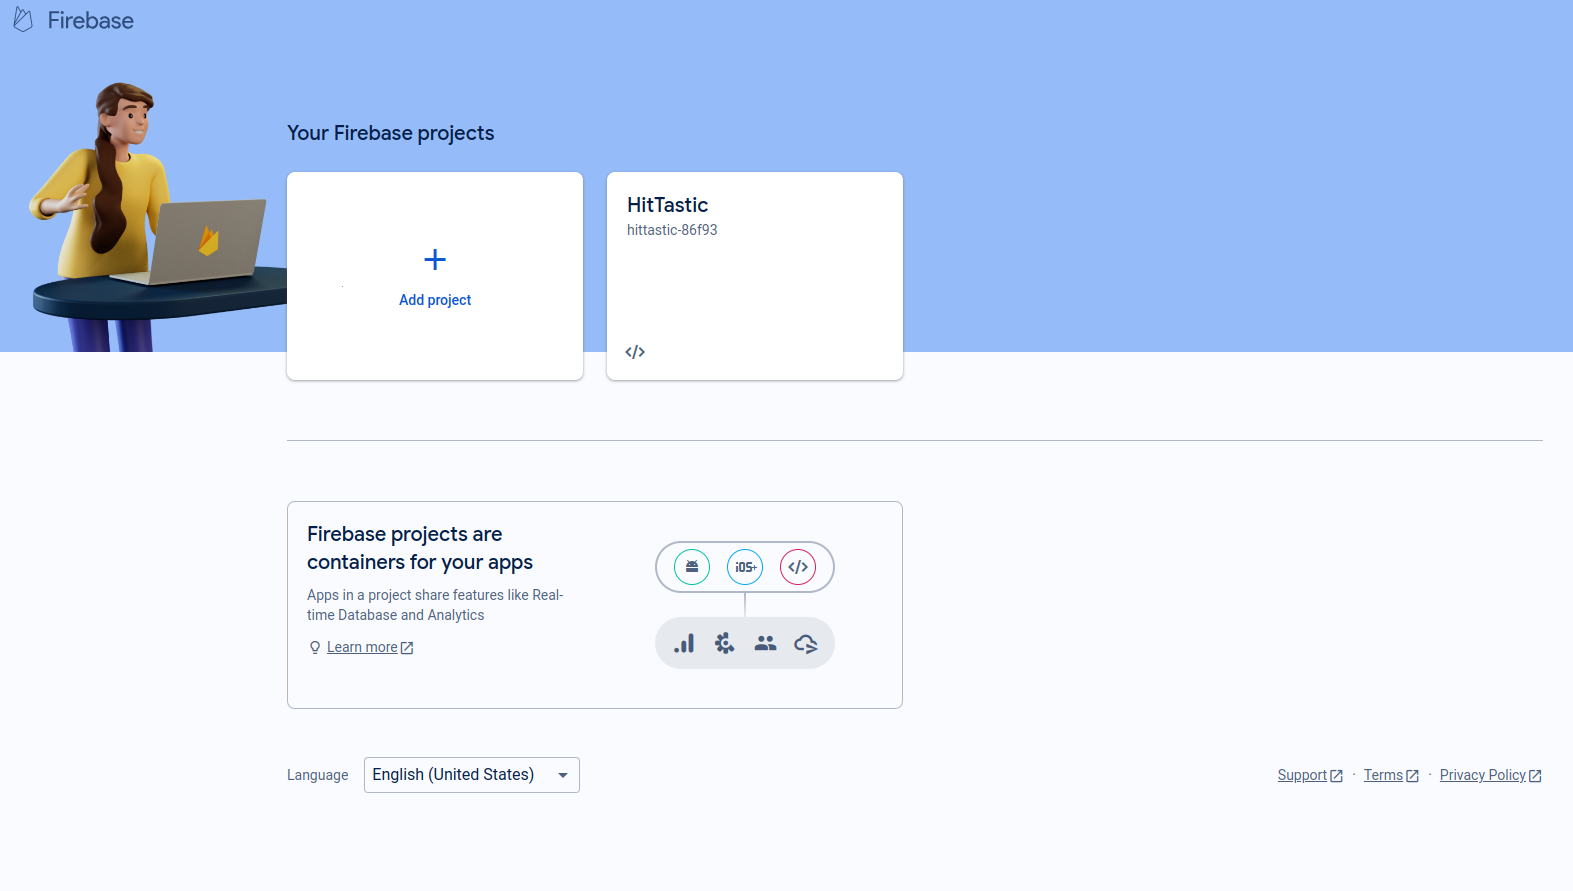 Firebase
Your Firebase projects
Add project
HitTastic
hittastic-86f93
Firebase projects are
containers for your apps
Apps in a project share features like Real-
time Database and Analytics
Learn more
iOS+
Language
English (United States)
Support · Terms · Privacy Policy